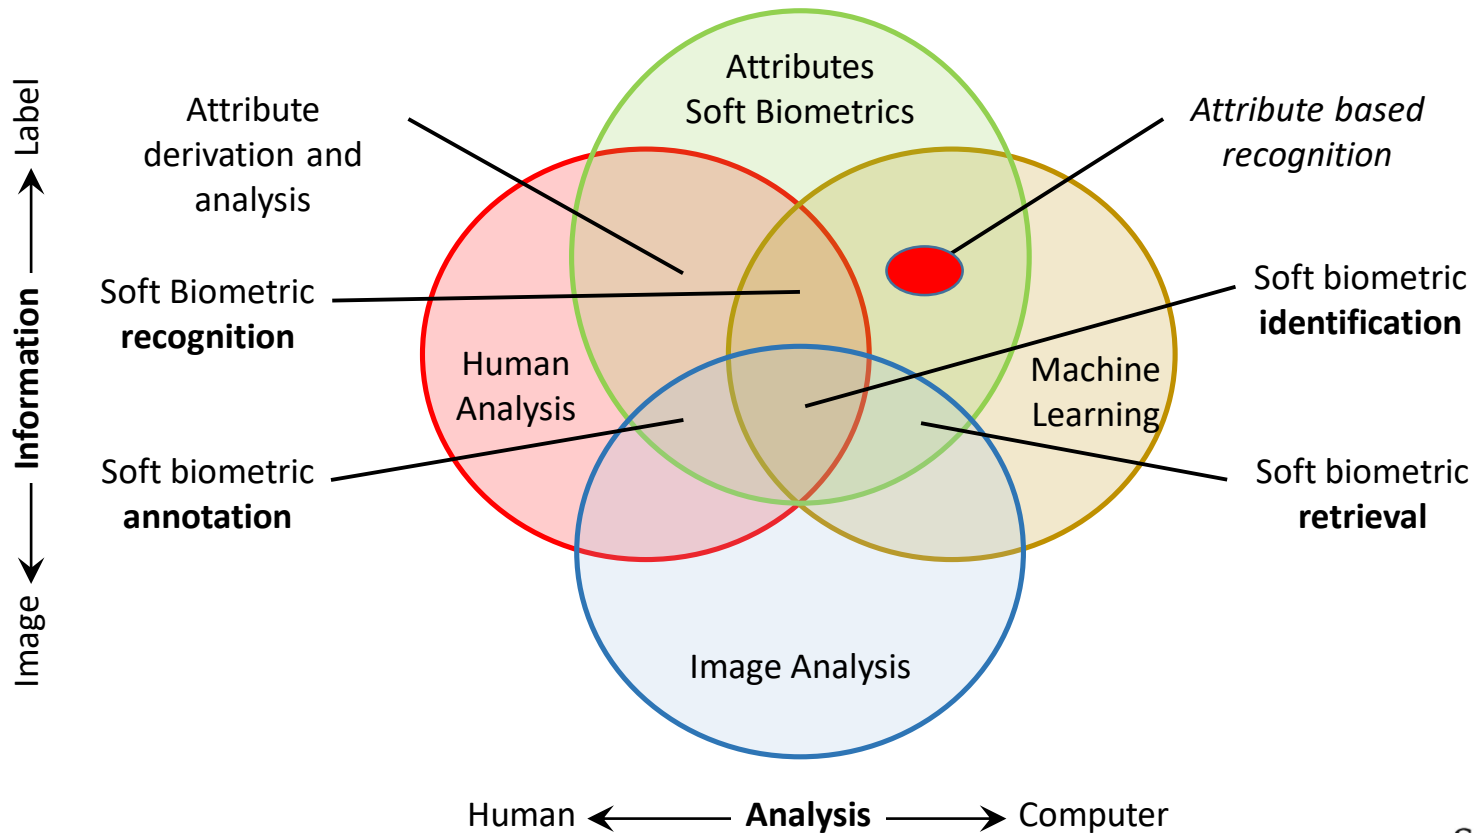 Attributes
Soft Biometrics
Attribute
derivation and
analysis
Attribute based
recognition
Soft Biometric
recognition
Soft biometric
identification
Human
Analysis
Machine
Learning
Soft biometric
annotation
Soft biometric
retrieval
Image Analysis
Label
Information
Image
Human
Analysis
Computer